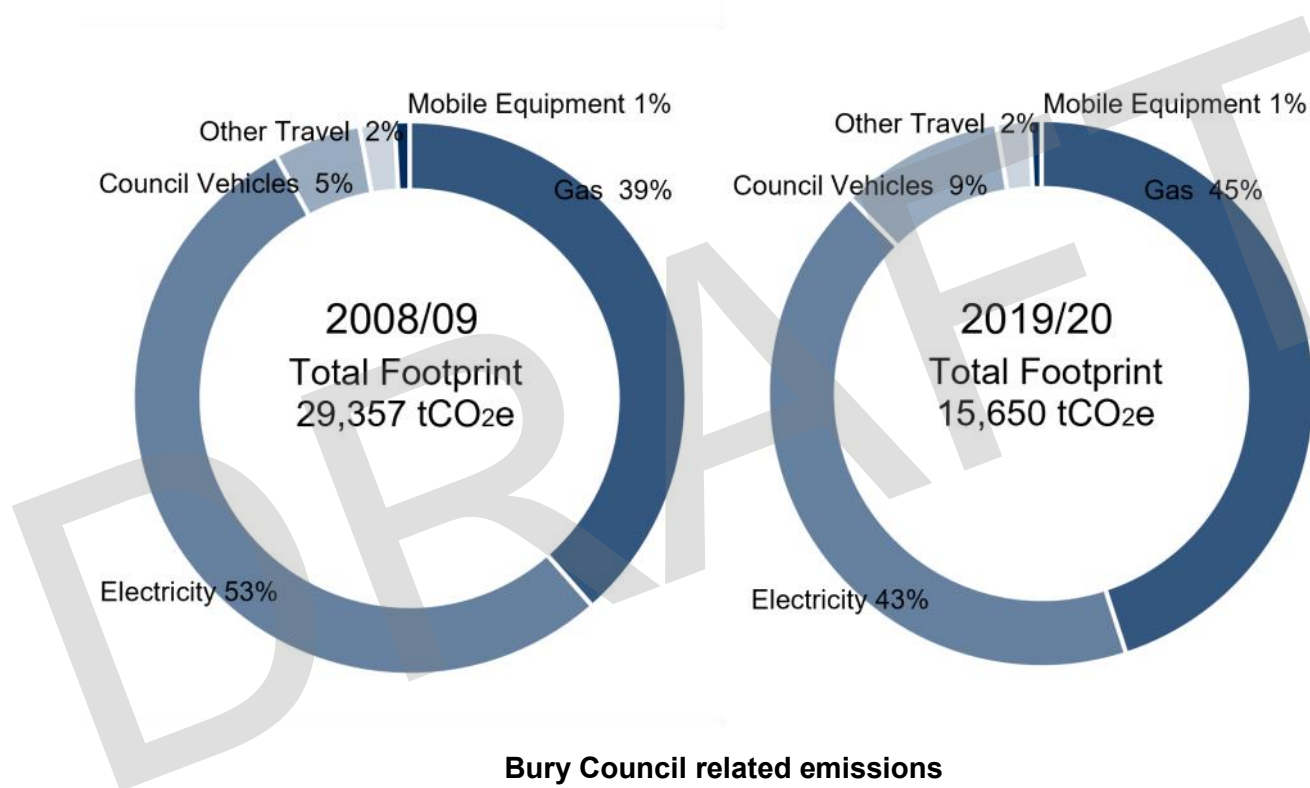 Mobile Equipment 1%
Other Travel 2%
Council Vehicles 5%
Gas 39%
2008/09
Total Footprint
29,357 tCO2e
Electricity 53%
Mobile Equipment 1%
Other Travel 2%
Council Vehicles 9%
Gas 45%
2019/20
Total Footprint
15,650 tCO2e
Electricity 43%
DRAFT
Bury Council related emissions